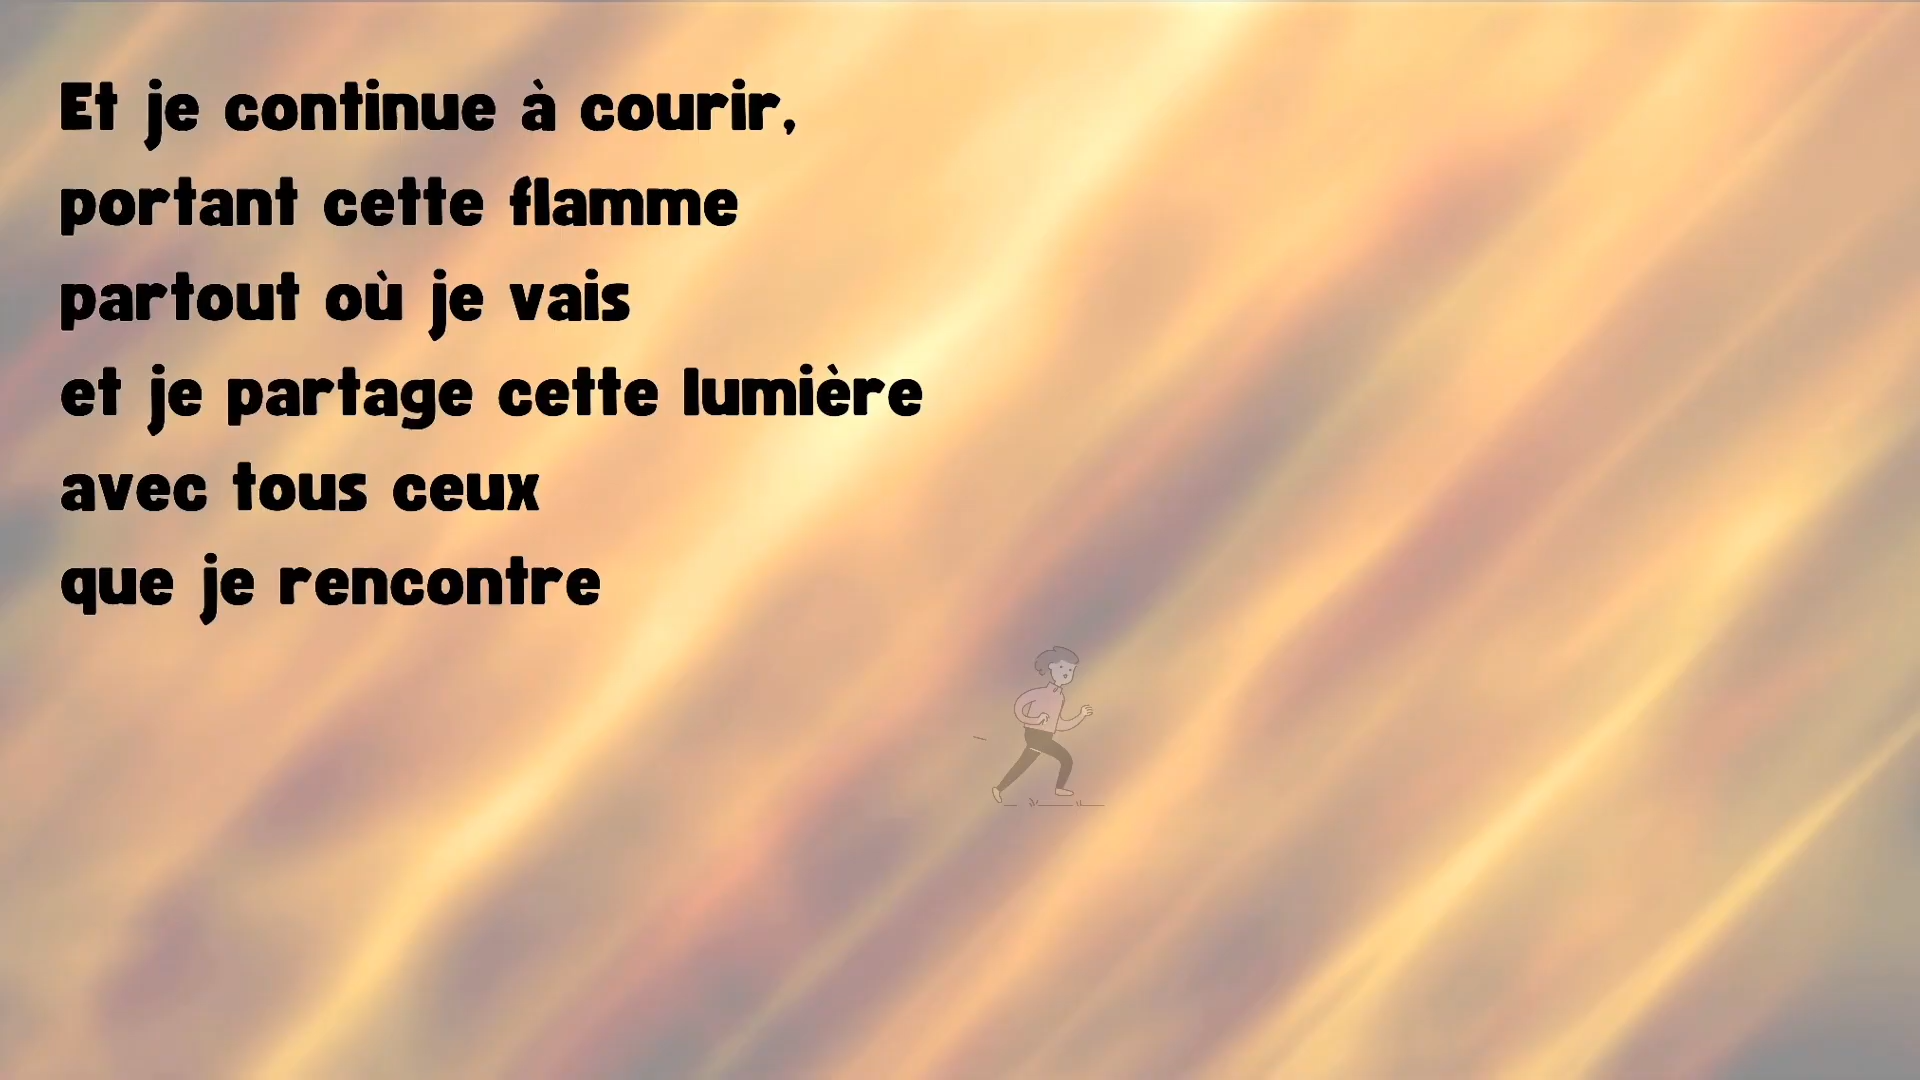 Et je continue à courir,
portant cette flamme
partout où je vais
et je partage cette lumière
avec tous ceux
que je rencontre